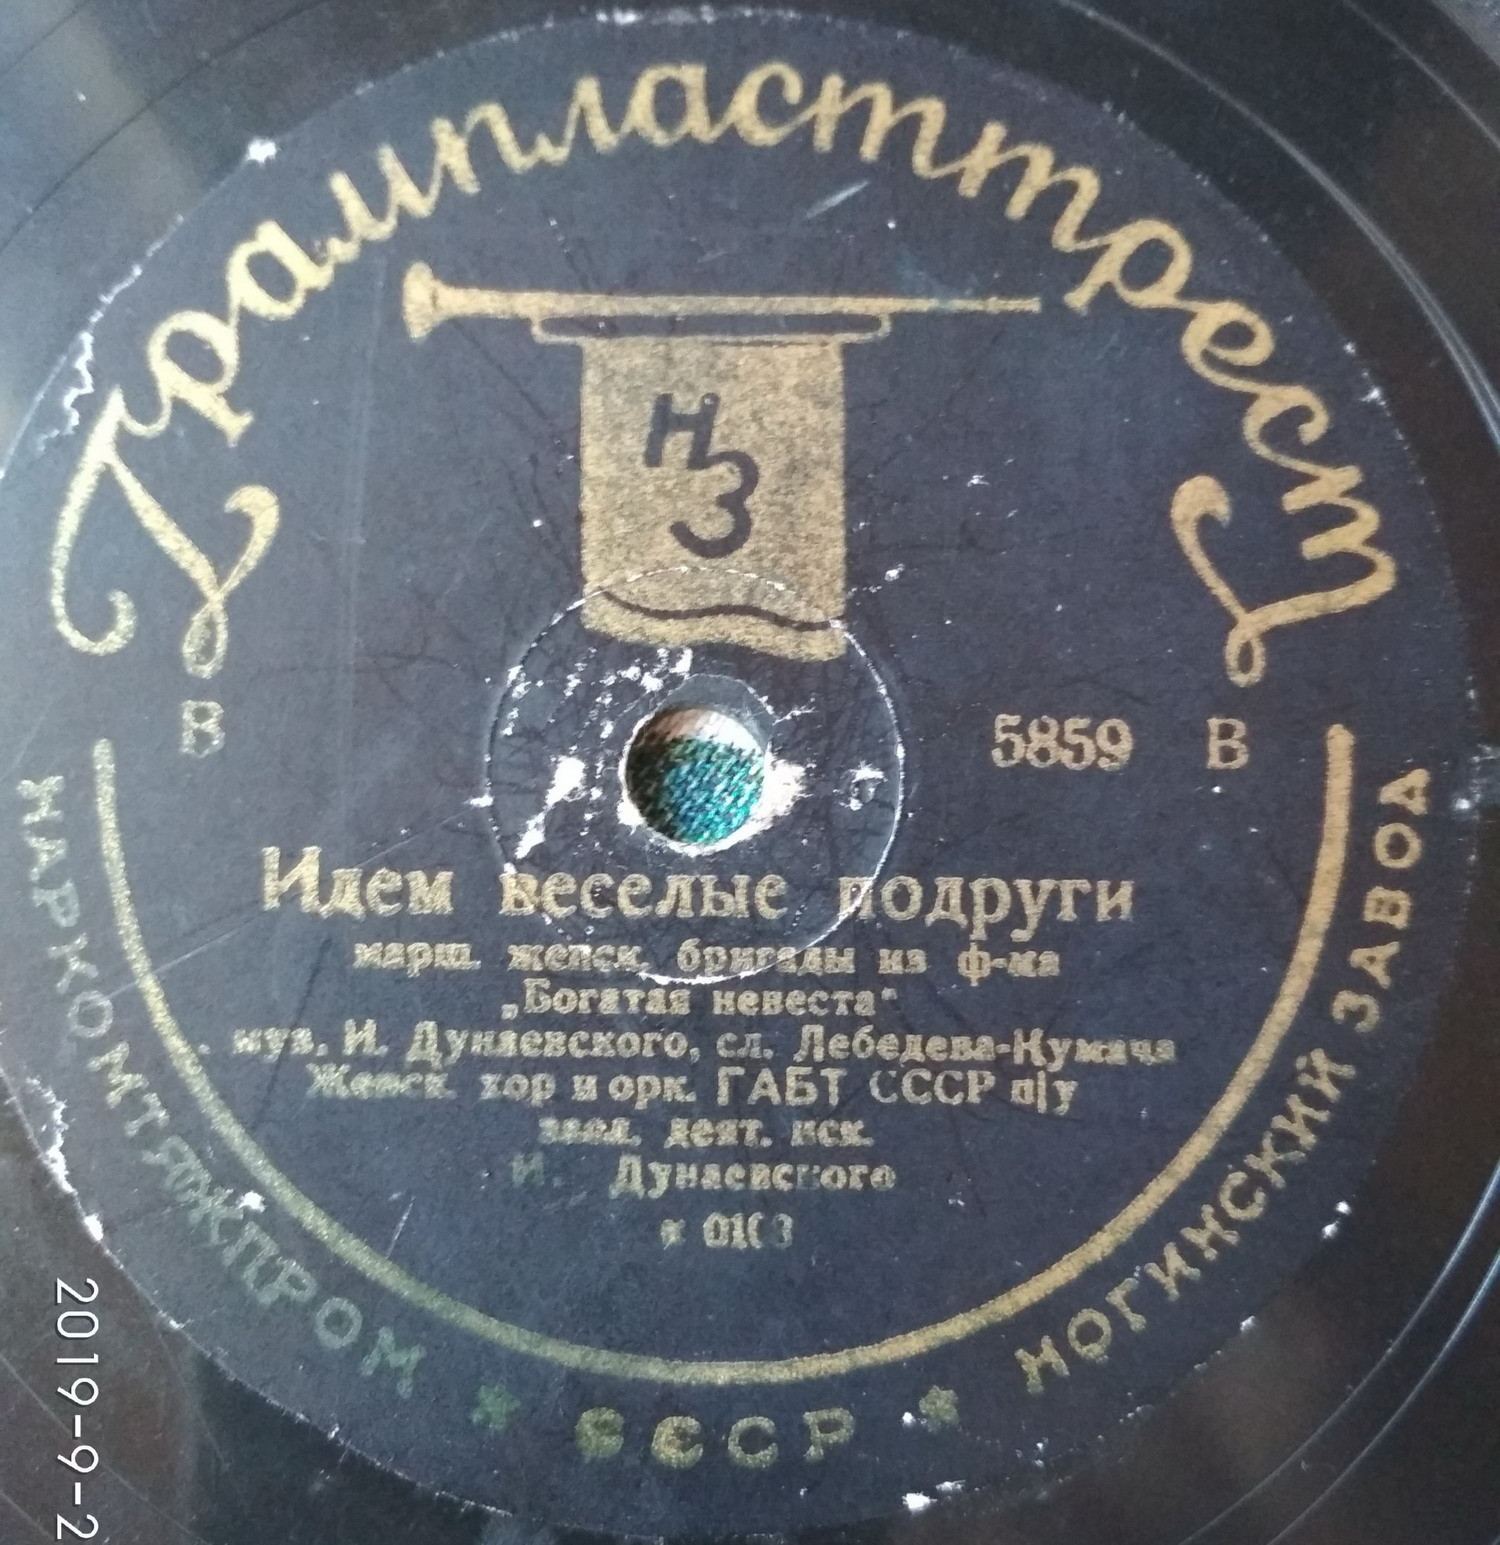 Грампласттрест
НЗ
В
5859 В
Идем веселые подруги
марш. женск. бригады из ф-ма
„Богатая невеста“
муз. И. Дунаевского, сл. Лебедева-Кумача
Женск. хор и орк. ГАБТ СССР п/у
засл. деят. иск.
И. Дунаевского
НАРКОМТЯЖПРОМ ★ СССР ★ НОГИНСКИЙ ЗАВОД
2019-9-2